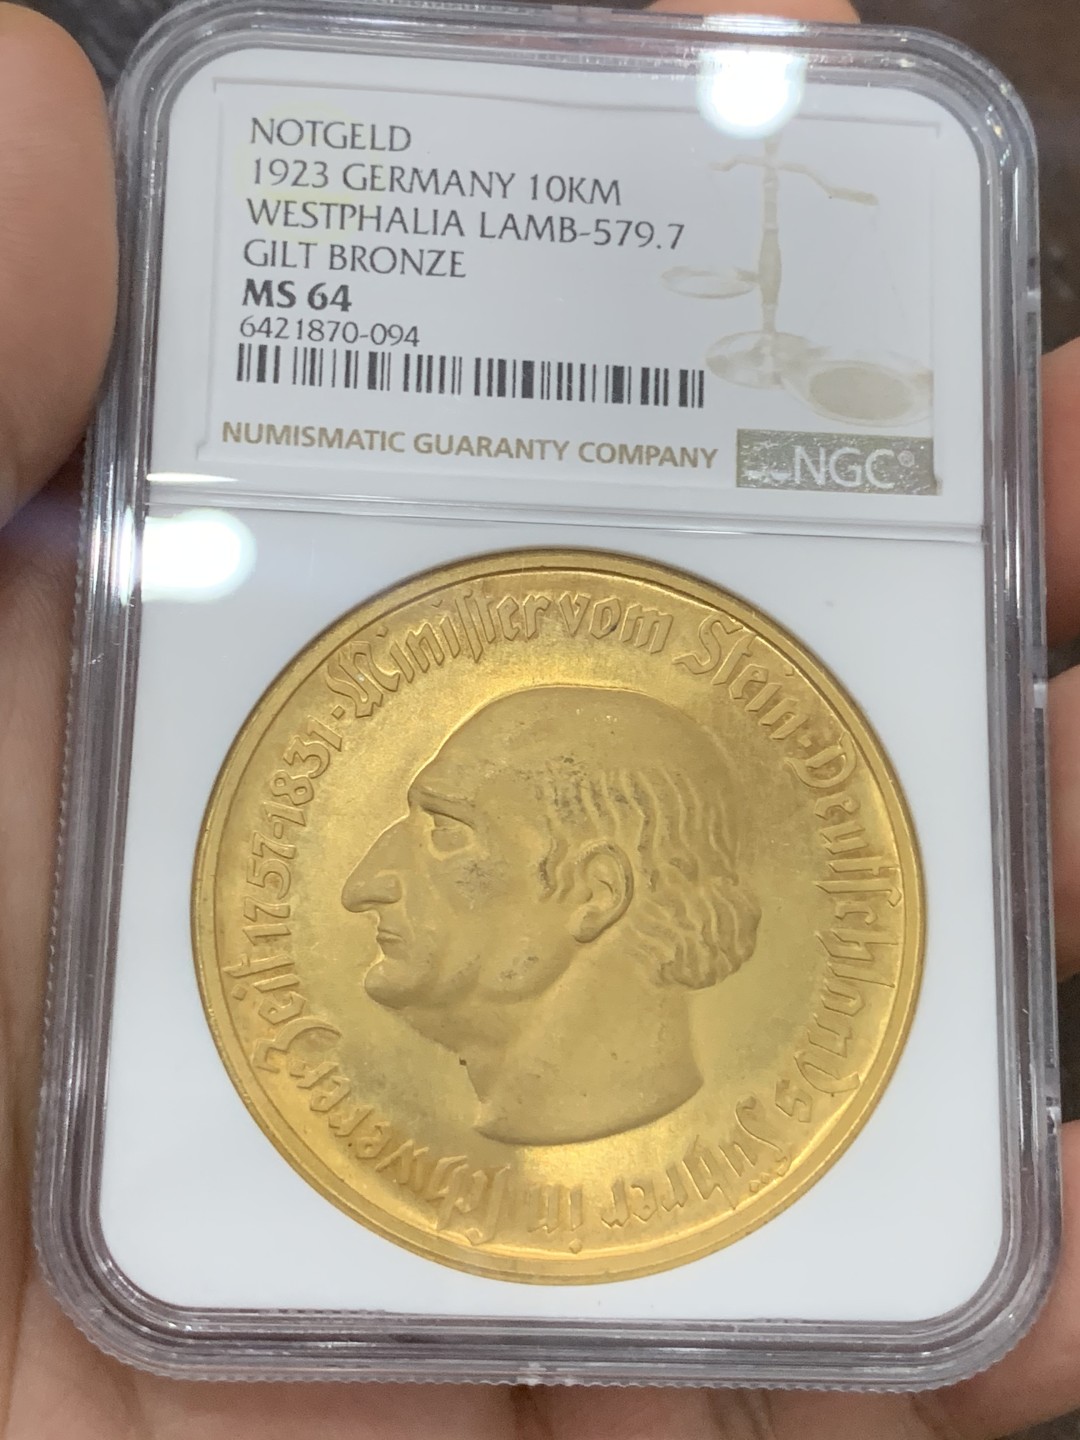 NOTGELD
1923 GERMANY 10KM
WESTPHALIA LAMB-579.7
GILT BRONZE
MS 64
6421870-094
NUMISMATIC GUARANTY COMPANY
NGC®
Minister vom Stein · Deutschlands Führer in schwerer Zeit 1757-1831 ·